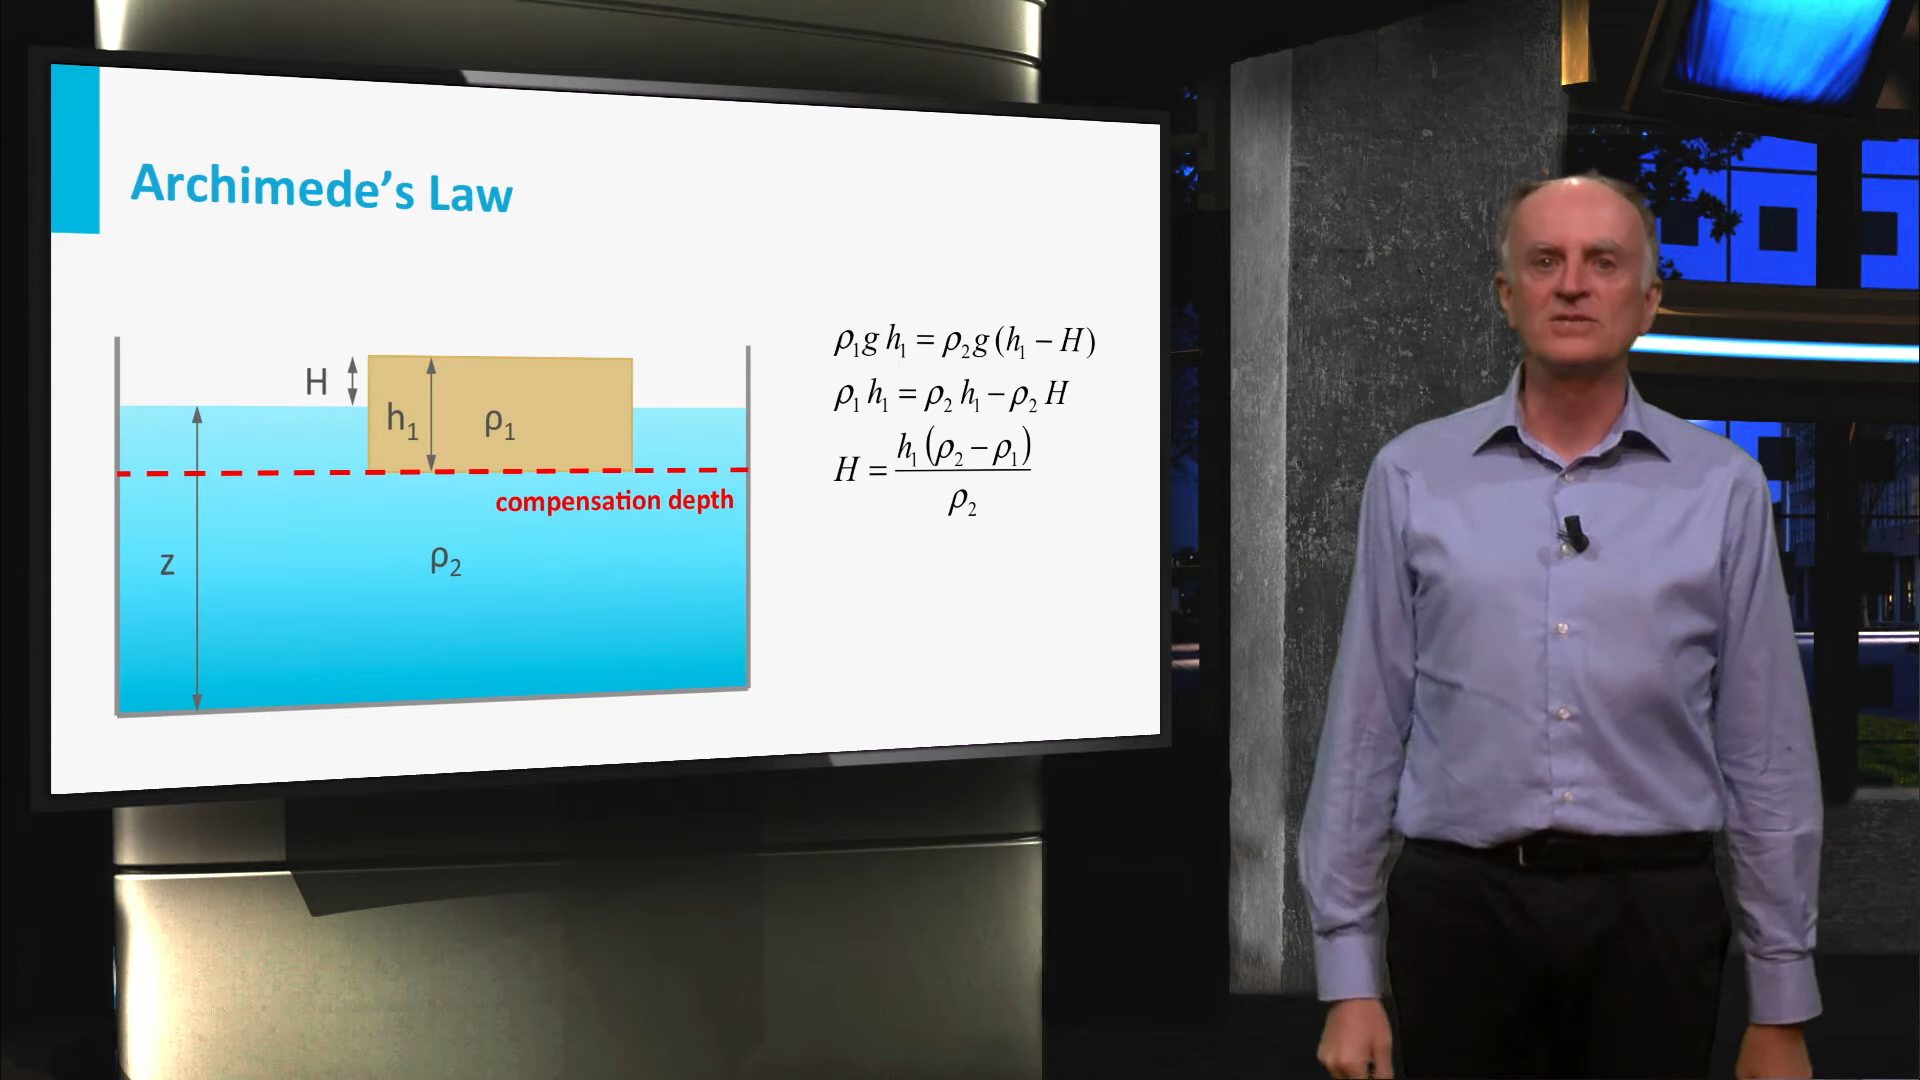 Archimede’s Law
H
h₁
ρ₁
compensation depth
z
ρ₂
ρ₁g h₁ = ρ₂g(h₁ − H)
ρ₁ h₁ = ρ₂ h₁ − ρ₂ H
H = h₁(ρ₂ − ρ₁)
ρ₂